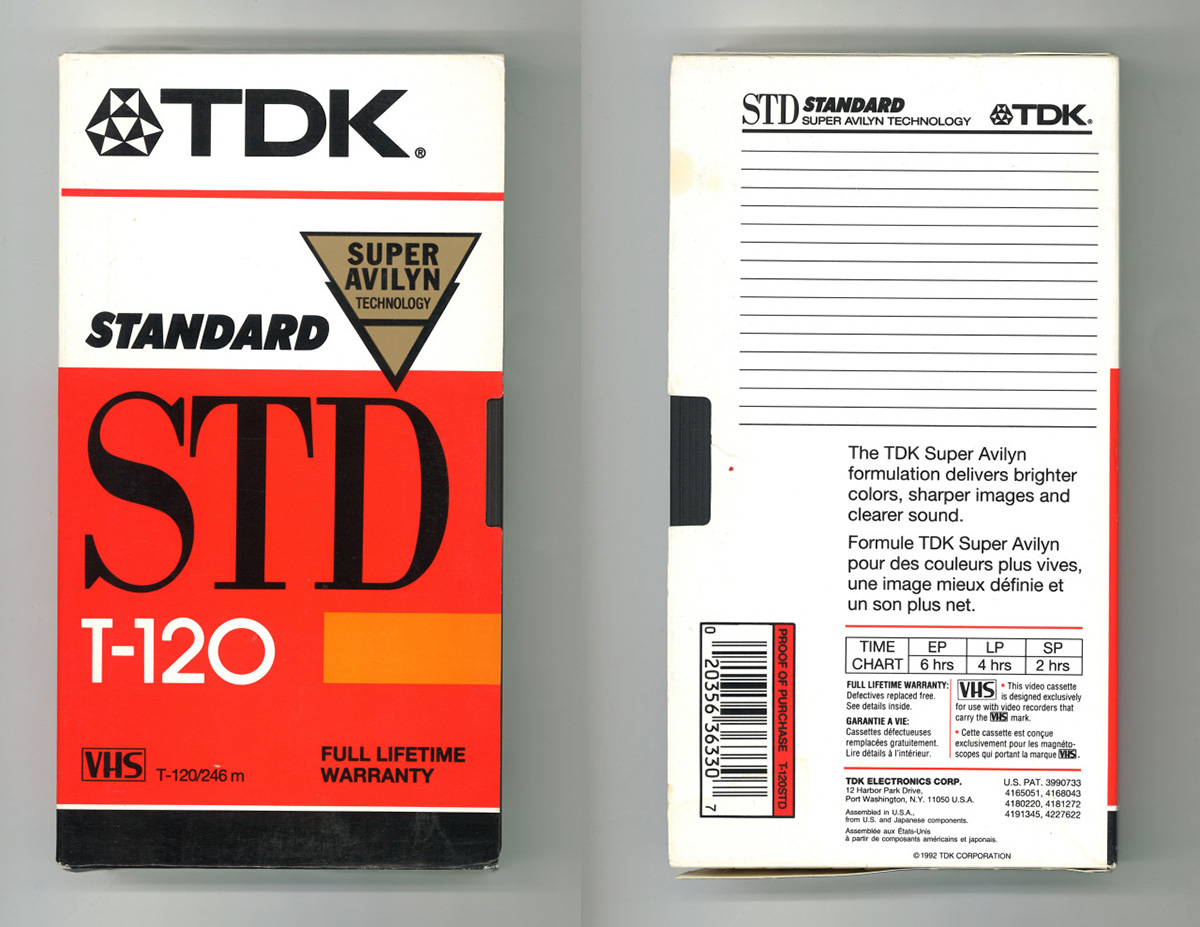 TDK®
SUPER
AVILYN
TECHNOLOGY
STANDARD
STD
T-120
VHS T-120/246 m
FULL LIFETIME
WARRANTY
STD STANDARD
SUPER AVILYN TECHNOLOGY
TDK®
The TDK Super Avilyn
formulation delivers brighter
colors, sharper images and
clearer sound.
Formule TDK Super Avilyn
pour des couleurs plus vives,
une image mieux définie et
un son plus net.
PROOF OF PURCHASE T-120STD
0 20356 36330 7
TIME CHART EP LP SP
6 hrs 4 hrs 2 hrs
FULL LIFETIME WARRANTY:
Defectives replaced free.
See details inside.
GARANTIE A VIE:
Cassettes défectueuses
remplacées gratuitement.
Lire détails à l'intérieur.
VHS * This video cassette
is designed exclusively
for use with video recorders that
carry the VHS mark.
* Cette cassette est conçue
exclusivement pour les magnéto-
scopes qui portant la marque VHS.
TDK ELECTRONICS CORP.
12 Harbor Park Drive,
Port Washington, N.Y. 11050 U.S.A.
Assembled in U.S.A.,
from U.S. and Japanese components.
Assemblée aux États-Unis
à partir de composants américains et japonais.
U.S. PAT. 3990733
4165051, 4168043
4180220, 4181272
4191345, 4227622
©1992 TDK CORPORATION